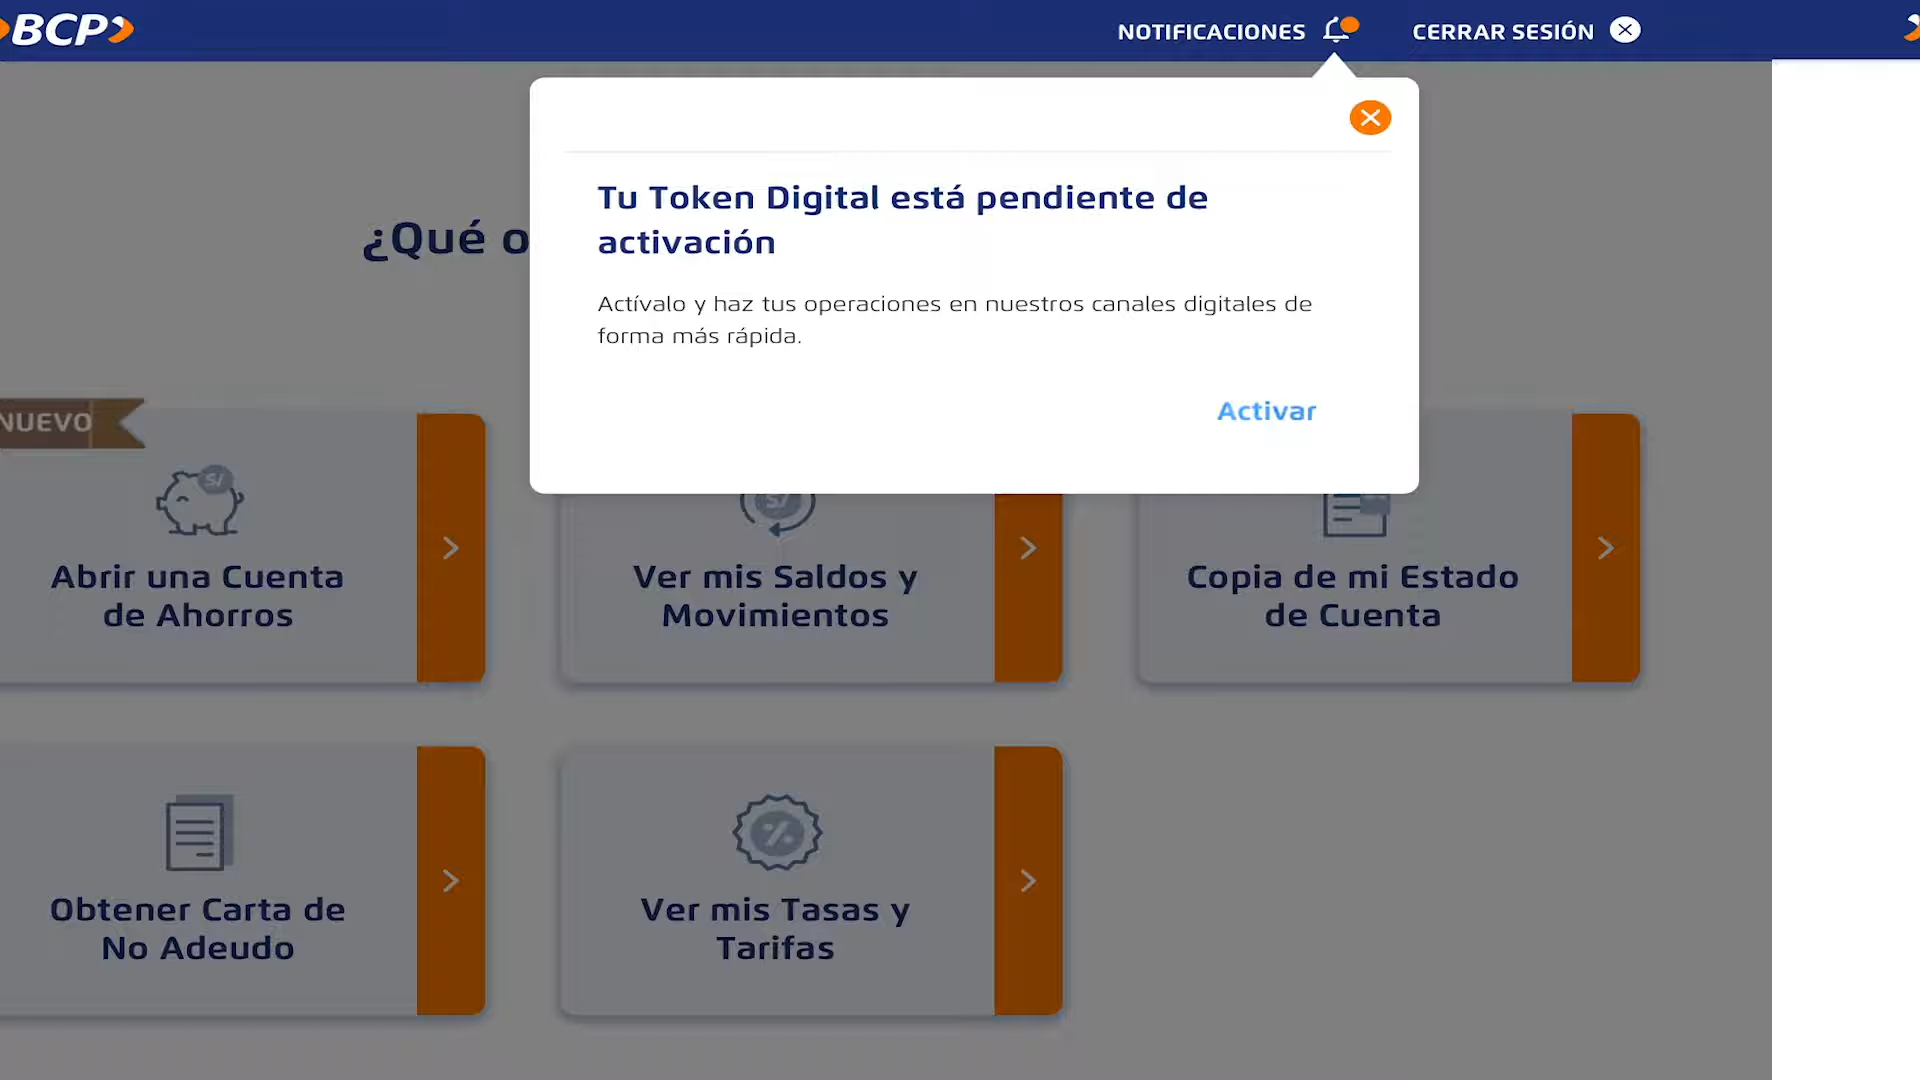 BCP
NOTIFICACIONES
CERRAR SESIÓN
Tu Token Digital está pendiente de
activación
Actívalo y haz tus operaciones en nuestros canales digitales de
forma más rápida.
Activar
¿Qué o
NUEVO
S/
Abrir una Cuenta
de Ahorros
S/
Ver mis Saldos y
Movimientos
Copia de mi Estado
de Cuenta
Obtener Carta de
No Adeudo
%
Ver mis Tasas y
Tarifas